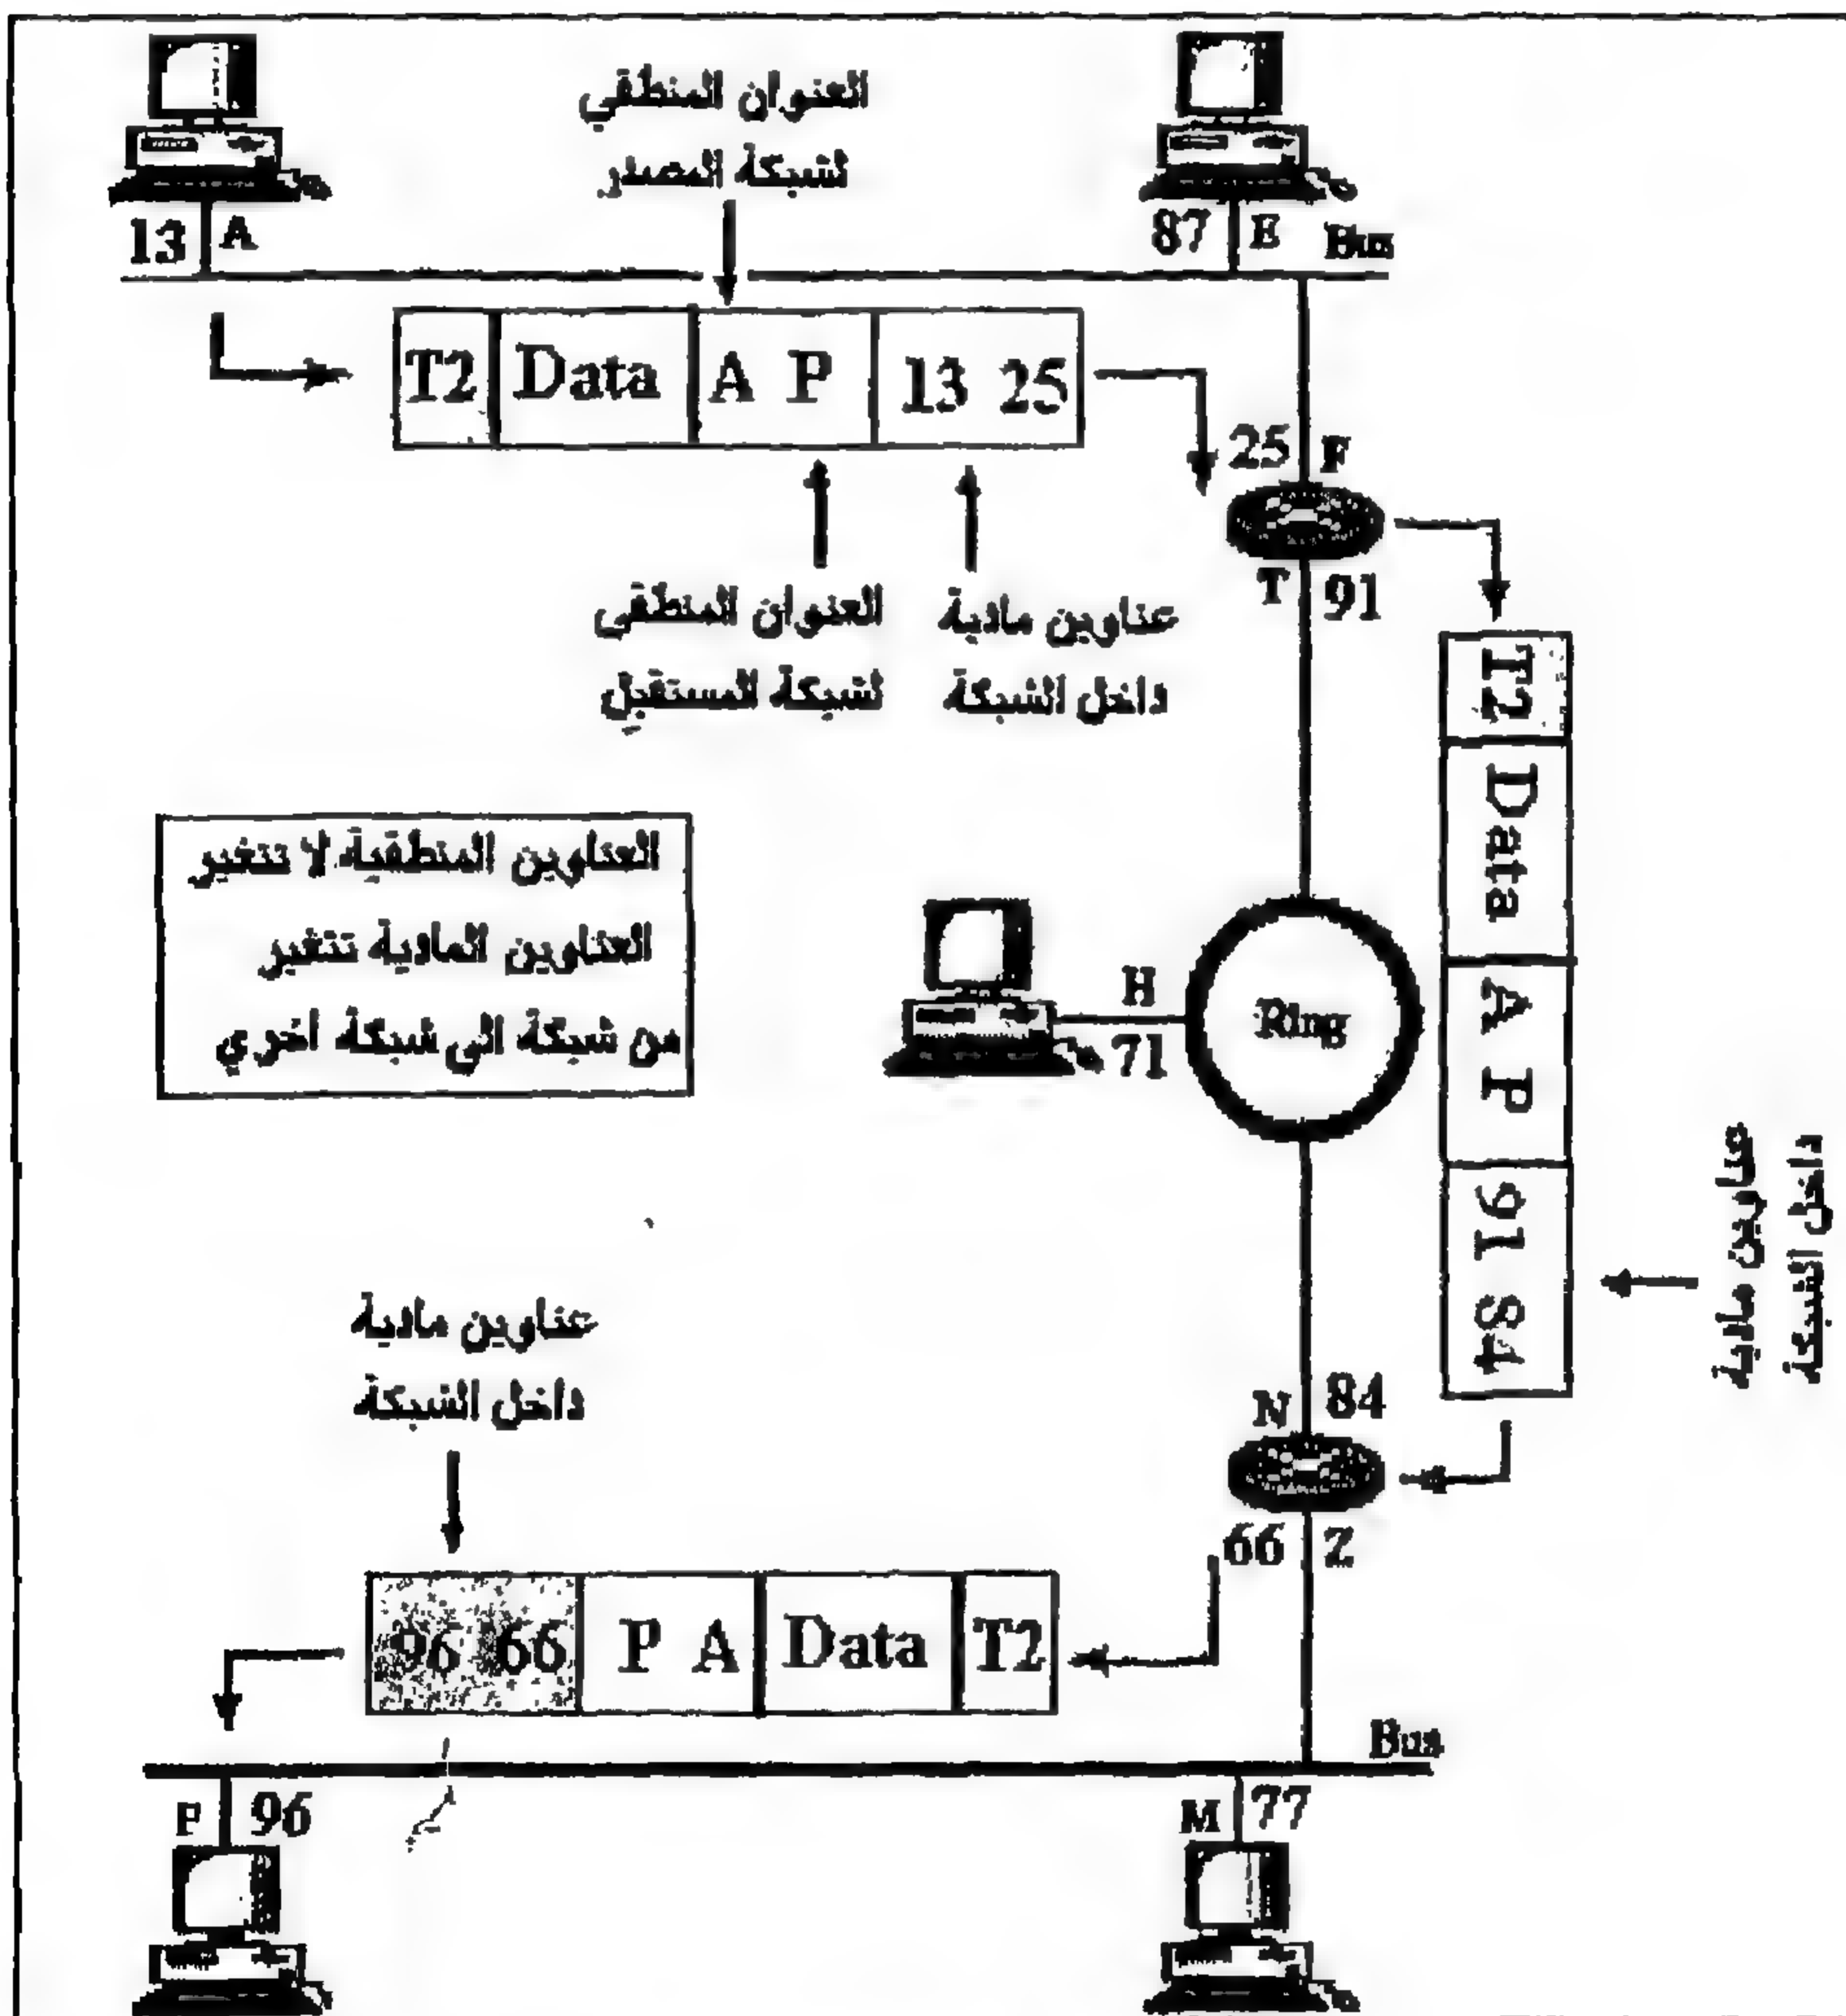 العنوان المنطقي
لشبكة المصدر
13 A
87 E Bus
T2 Data A P 13 25
25 F
T 91
العنوان المنطقي
لشبكة المستقبل
عناوين مادية
داخل الشبكة
T2 Data A P 91 84
العناوين المنطقية لا تتغير
العناوين المادية تتغير
من شبكة الى شبكة اخري
H
71
Ring
عناوين مادية
داخل الشبكة
عناوين مادية
داخل الشبكة
N 84
66 Z
96 66 P A Data T2
Bus
P 96
M 77